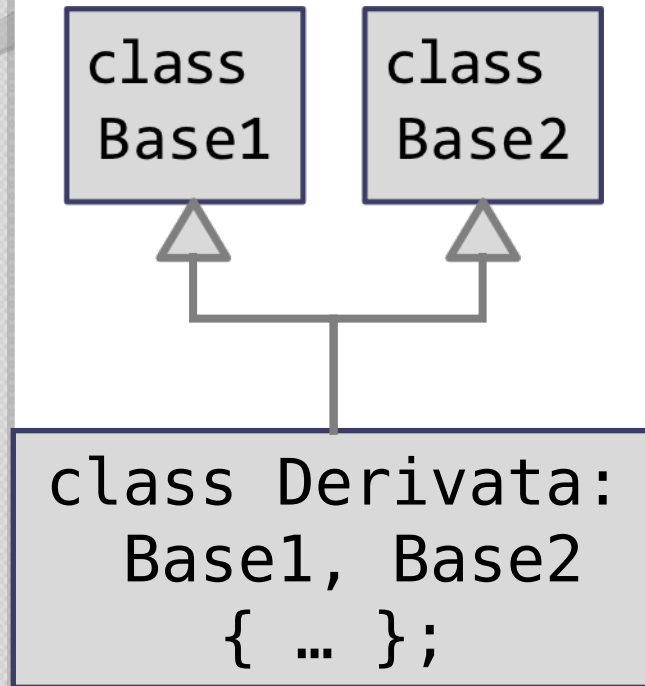 class
Base1
class
Base2
class Derivata:
Base1, Base2
{ … };